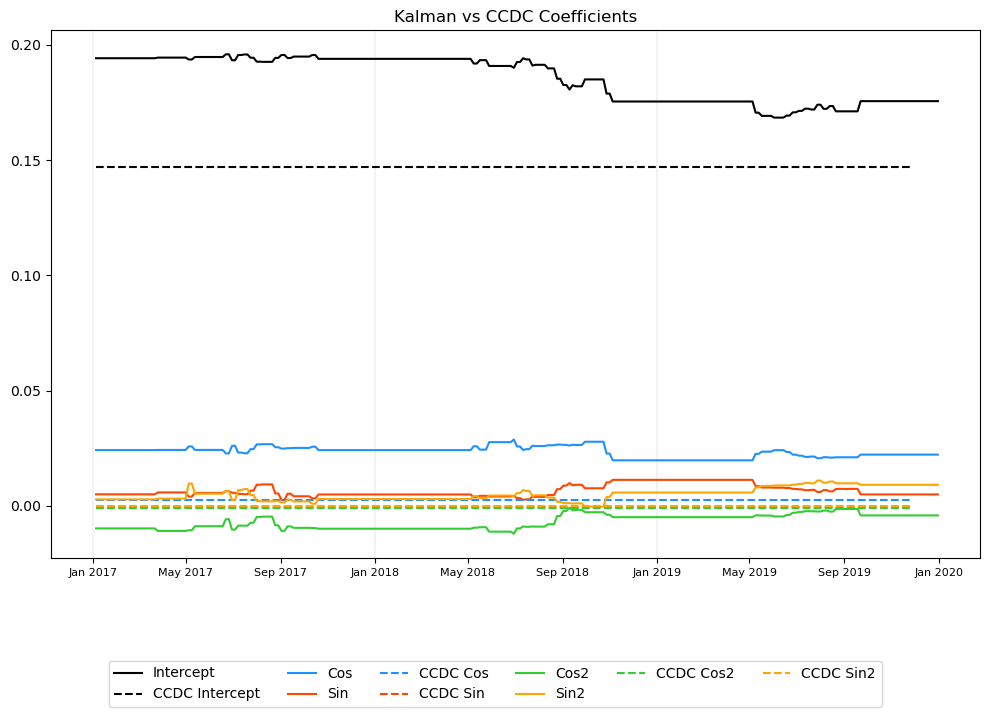 Kalman vs CCDC Coefficients
0.20
0.15
0.10
0.05
0.00
Jan 2017 May 2017 Sep 2017 Jan 2018 May 2018 Sep 2018 Jan 2019 May 2019 Sep 2019 Jan 2020
Intercept Cos CCDC Cos Cos2 CCDC Cos2 CCDC Sin2
CCDC Intercept Sin CCDC Sin Sin2